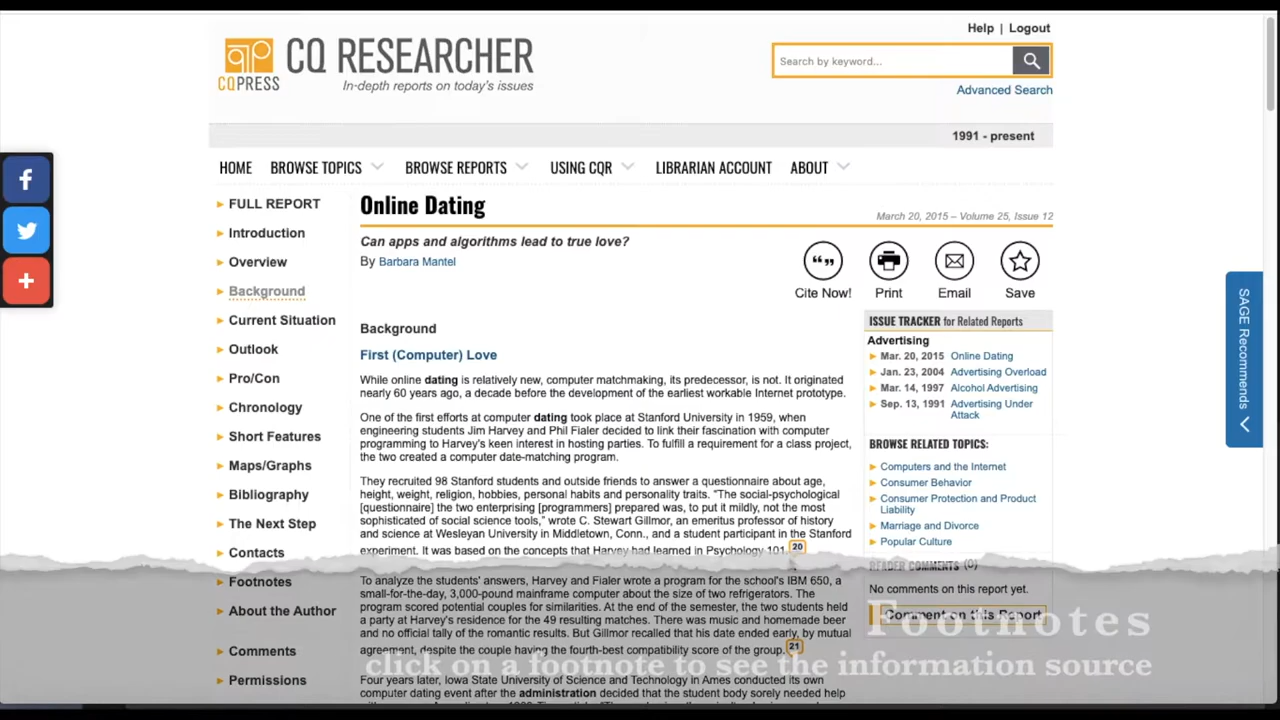 Help | Logout
CQ PRESS
CQ RESEARCHER
In-depth reports on today's issues
Search by keyword...
Advanced Search
1991 - present
HOME BROWSE TOPICS BROWSE REPORTS USING CQR LIBRARIAN ACCOUNT ABOUT
FULL REPORT
Introduction
Overview
Background
Current Situation
Outlook
Pro/Con
Chronology
Short Features
Maps/Graphs
Bibliography
The Next Step
Contacts
Footnotes
About the Author
Comments
Permissions
Online Dating
March 20, 2015 – Volume 25, Issue 12
Can apps and algorithms lead to true love?
By Barbara Mantel
Cite Now! Print Email Save
Background
First (Computer) Love
While online dating is relatively new, computer matchmaking, its predecessor, is not. It originated
nearly 60 years ago, a decade before the development of the earliest workable Internet prototype.
One of the first efforts at computer dating took place at Stanford University in 1959, when
engineering students Jim Harvey and Phil Fialer decided to link their fascination with computer
programming to Harvey's keen interest in hosting parties. To fulfill a requirement for a class project,
the two created a computer date-matching program.
They recruited 98 Stanford students and outside friends to answer a questionnaire about age,
height, weight, religion, hobbies, personal habits and personality traits. "The social-psychological
[questionnaire] the two enterprising [programmers] prepared was, to put it mildly, not the most
sophisticated of social science tools," wrote C. Stewart Gillmor, an emeritus professor of history
and science at Wesleyan University in Middletown, Conn., and a student participant in the Stanford
experiment. It was based on the concepts that Harvey had learned in Psychology 101. 20
To analyze the students' answers, Harvey and Fialer wrote a program for the school's IBM 650, a
small-for-the-day, 3,000-pound mainframe computer about the size of two refrigerators. The
program scored potential couples for similarities. At the end of the semester, the two students held
a party at Harvey's residence for the 49 resulting matches. There was music and homemade beer
and no official tally of the romantic results. But Gillmor recalled that his date ended early, by mutual
agreement, despite the couple having the fourth-best compatibility score of the group. 21
Four years later, Iowa State University of Science and Technology in Ames conducted its own
computer dating event after the administration decided that the student body sorely needed help
ISSUE TRACKER for Related Reports
Advertising
Mar. 20, 2015 Online Dating
Jan. 23, 2004 Advertising Overload
Mar. 14, 1997 Alcohol Advertising
Sep. 13, 1991 Advertising Under
Attack
BROWSE RELATED TOPICS:
Computers and the Internet
Consumer Behavior
Consumer Protection and Product
Liability
Marriage and Divorce
Popular Culture
READER COMMENTS (0)
No comments on this report yet.
Comment on this Report
SAGE Recommends
Footnotes
click on a footnote to see the information source